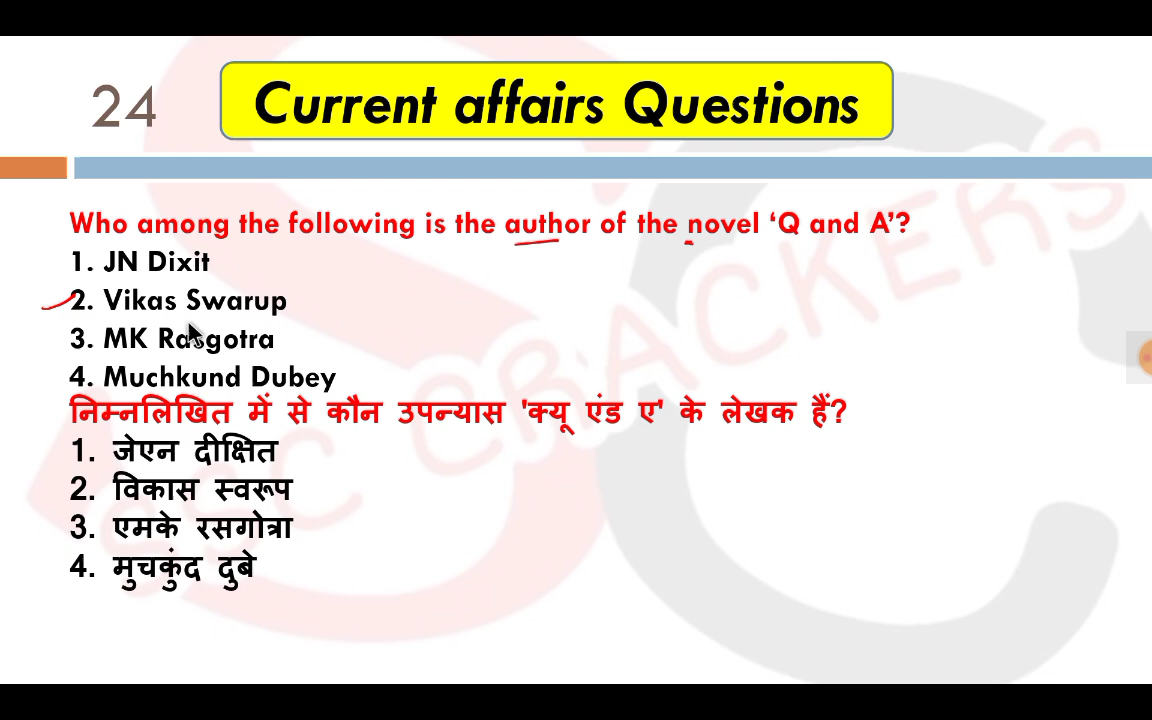 24
Current affairs Questions
Who among the following is the author of the novel ‘Q and A’?
1. JN Dixit
2. Vikas Swarup
3. MK Rasgotra
4. Muchkund Dubey
निम्नलिखित में से कौन उपन्यास 'क्यू एंड ए' के लेखक हैं?
1. जेएन दीक्षित
2. विकास स्वरूप
3. एमके रसगोत्रा
4. मुचकुंद दुबे
SSC CRACKERS